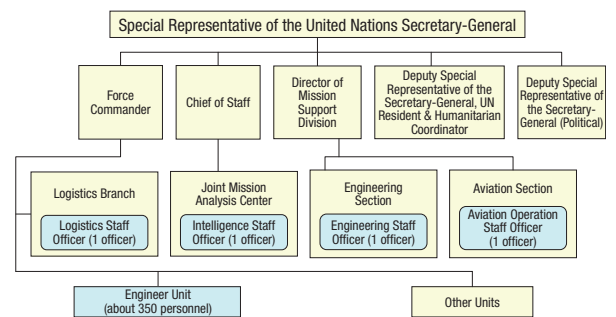 Special Representative of the United Nations Secretary-General
Force
Commander
Chief of Staff
Director of
Mission
Support
Division
Deputy Special
Representative of the
Secretary-General, UN
Resident & Humanitarian
Coordinator
Deputy Special
Representative of
the Secretary-
General (Political)
Logistics Branch
Logistics Staff
Officer (1 officer)
Joint Mission
Analysis Center
Intelligence Staff
Officer (1 officer)
Engineering
Section
Engineering Staff
Officer (1 officer)
Aviation Section
Aviation Operation
Staff Officer
(1 officer)
Engineer Unit
(about 350 personnel)
Other Units